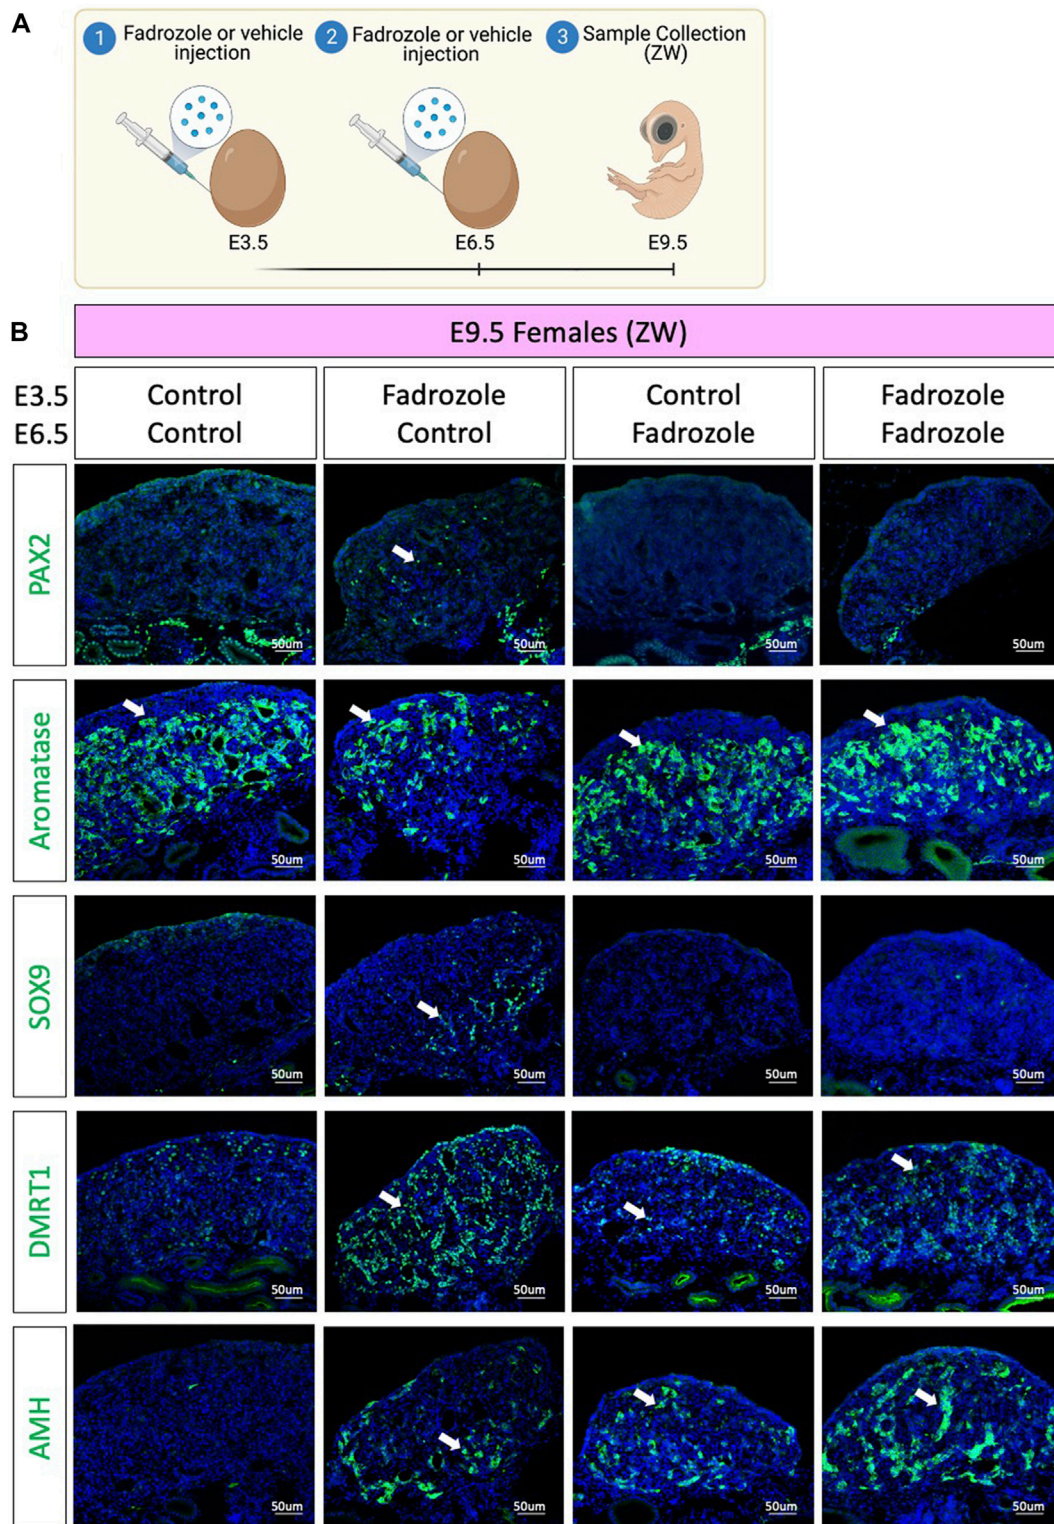 A
1 Fadrozole or vehicle injection
2 Fadrozole or vehicle injection
3 Sample Collection (ZW)
E3.5
E6.5
E9.5
B
E9.5 Females (ZW)
E3.5 Control Fadrozole Control Fadrozole
E6.5 Control Control Fadrozole Fadrozole
PAX2
50um 50um 50um 50um
Aromatase
50um 50um 50um 50um
SOX9
50um 50um 50um 50um
DMRT1
50um 50um 50um 50um
AMH
50um 50um 50um 50um